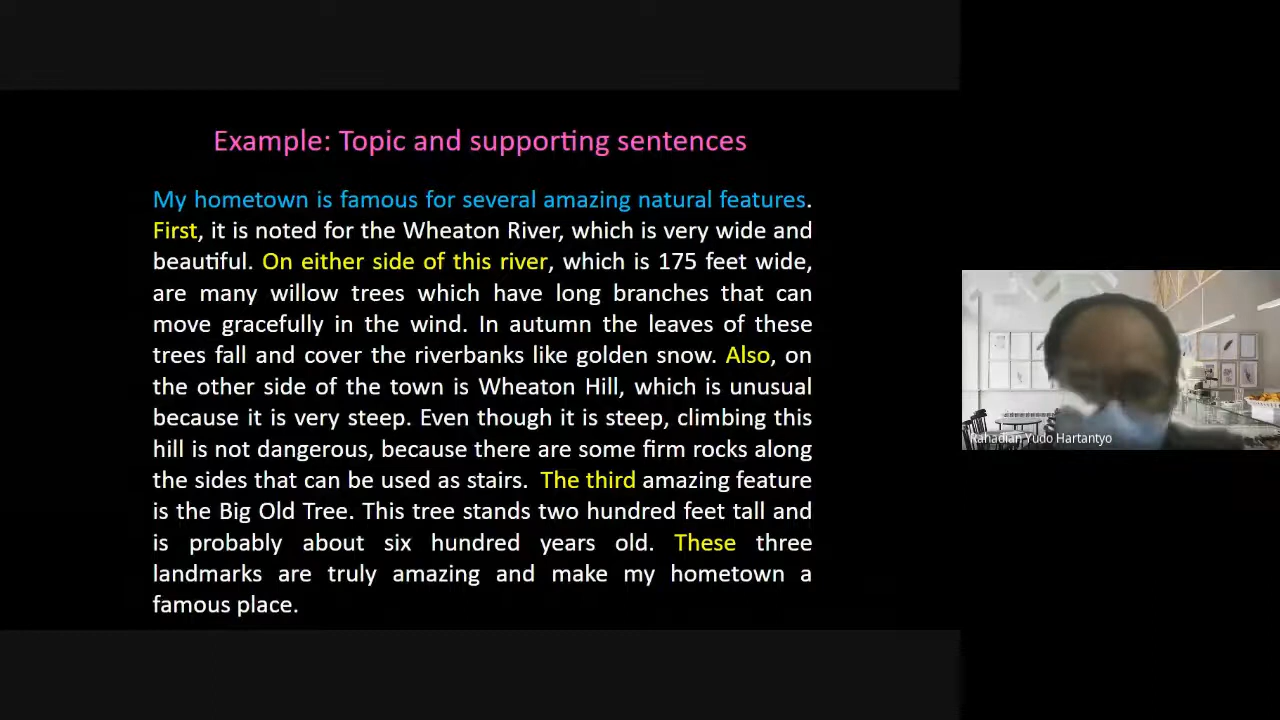 Example: Topic and supporting sentences
My hometown is famous for several amazing natural features.
First, it is noted for the Wheaton River, which is very wide and
beautiful. On either side of this river, which is 175 feet wide,
are many willow trees which have long branches that can
move gracefully in the wind. In autumn the leaves of these
trees fall and cover the riverbanks like golden snow. Also, on
the other side of the town is Wheaton Hill, which is unusual
because it is very steep. Even though it is steep, climbing this
hill is not dangerous, because there are some firm rocks along
the sides that can be used as stairs. The third amazing feature
is the Big Old Tree. This tree stands two hundred feet tall and
is probably about six hundred years old. These three
landmarks are truly amazing and make my hometown a
famous place.
Rahadian Yudo Hartantyo